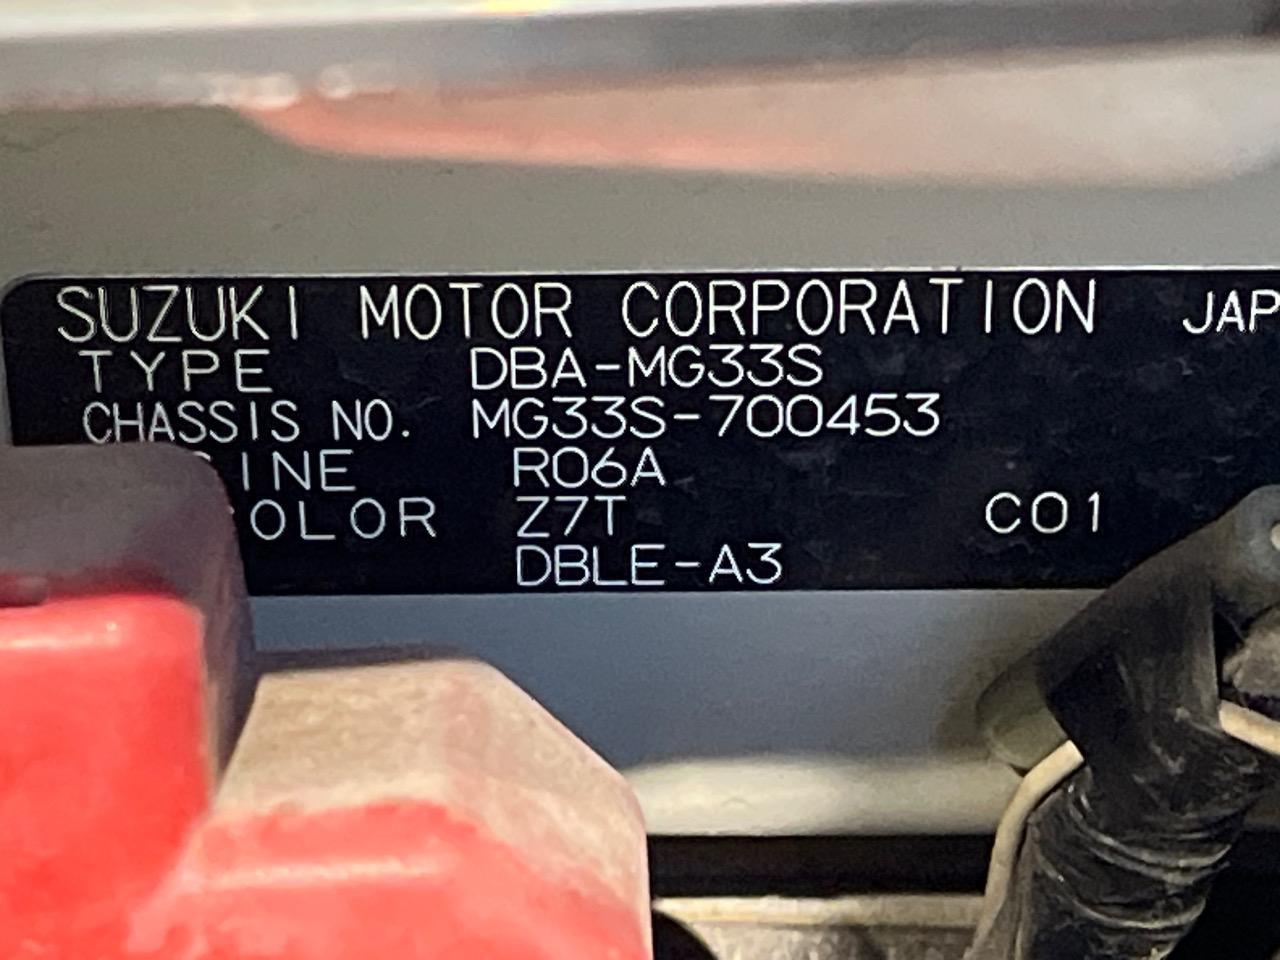 SUZUKI MOTOR CORPORATION JAP
TYPE DBA-MG33S
CHASSIS NO. MG33S-700453
INE R06A
OLOR Z7T C01
DBLE-A3